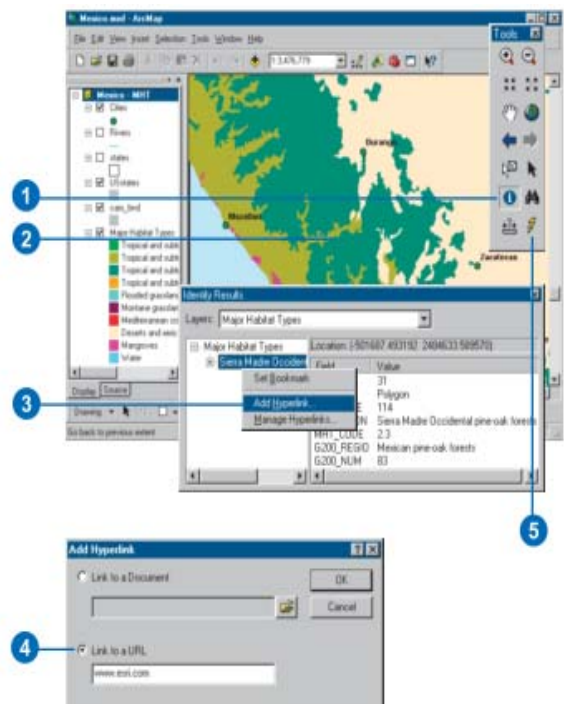 Mexico.mxd - ArcMap
File Edit View Insert Selection Tools Window Help
1:3,476,779
Tools
Mexico - MHT
Cities
Rivers
states
USstates
Major Habitat Types
Tropical and subt
Tropical and subt
Tropical and subt
Tropical and subt
Flooded grasslan
Montane grasslan
Mediterranean
Deserts and xeric
Mangroves
Water
Display Source
Drawing
Go back to previous extent
Durango
Mazatlan
Zacatecas
1
2
3
4
5
Identify Results
Layers: Major Habitat Types
Major Habitat Types
Sierra Madre Occident
Location: (-501687.493192 2484633.589570)
Field Value
31
Polygon
114
Sierra Madre Occidental pine-oak forests
MHT_CODE 2.3
G200_REGIO Mexican pine-oak forests
G200_NUM 83
Set Bookmark
Add Hyperlink...
Manage Hyperlinks...
Add Hyperlink
Link to a Document
OK
Cancel
Link to a URL
www.esri.com